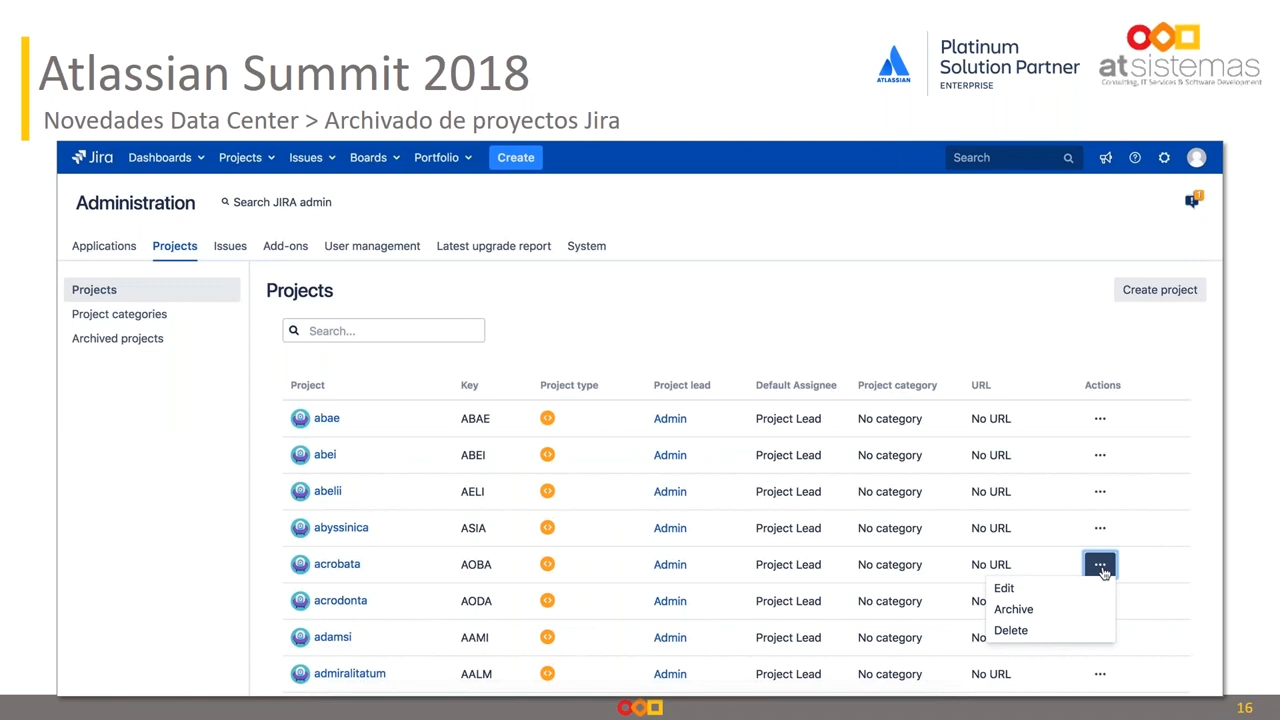 Atlassian Summit 2018
Novedades Data Center > Archivado de proyectos Jira
ATLASSIAN
Platinum
Solution Partner
ENTERPRISE
atsistemas
Consulting, IT Services & Software Development
Jira Dashboards Projects Issues Boards Portfolio Create Search
Administration Search JIRA admin 1
Applications Projects Issues Add-ons User management Latest upgrade report System
Projects
Project categories
Archived projects
Projects Create project
Search...
Project Key Project type Project lead Default Assignee Project category URL Actions
abae ABAE Admin Project Lead No category No URL
abei ABEI Admin Project Lead No category No URL
abelii AELI Admin Project Lead No category No URL
abyssinica ASIA Admin Project Lead No category No URL
acrobata AOBA Admin Project Lead No category No URL
acrodonta AODA Admin Project Lead No category No
adamsi AAMI Admin Project Lead No category No
admiralitatum AALM Admin Project Lead No category No URL
Edit
Archive
Delete
16